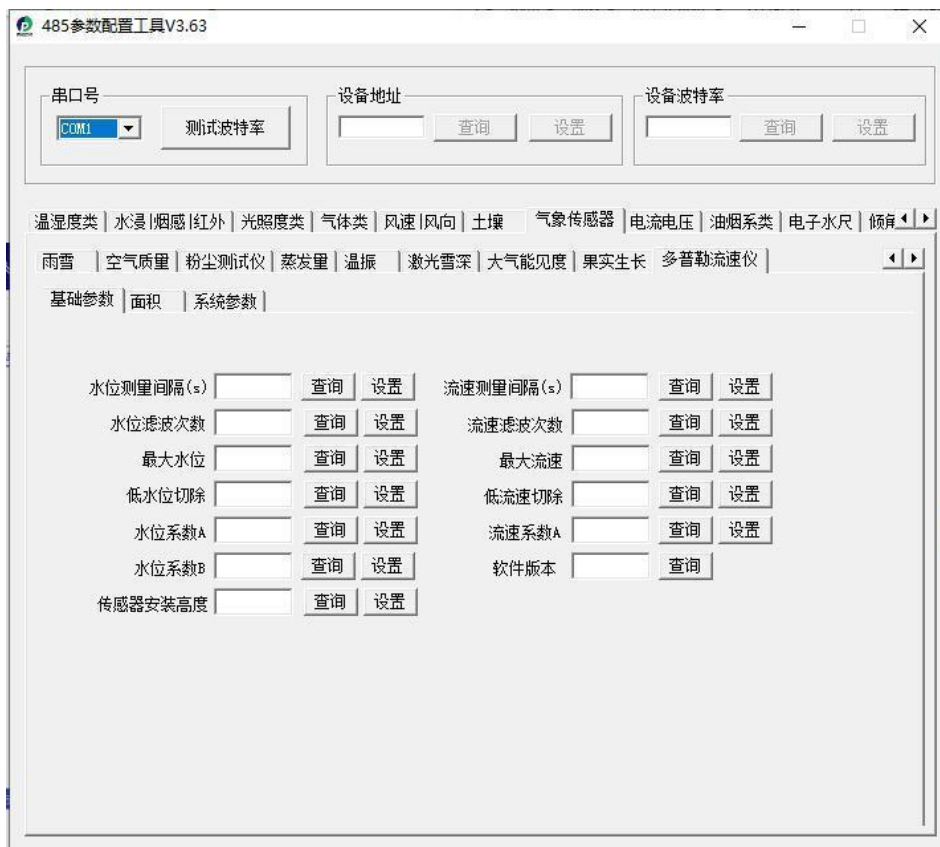 485参数配置工具V3.63
串口号
COM1
测试波特率
设备地址
查询
设置
设备波特率
查询
设置
温湿度类 水浸|烟感|红外 光照度类 气体类 风速|风向 土壤 气象传感器 电流电压 油烟系类 电子水尺
雨雪 空气质量 粉尘测试仪 蒸发量 温振 激光雪深 大气能见度 果实生长 多普勒流速仪
基础参数 面积 系统参数
水位测量间隔(s) 查询 设置 流速测量间隔(s) 查询 设置
水位滤波次数 查询 设置 流速滤波次数 查询 设置
最大水位 查询 设置 最大流速 查询 设置
低水位切除 查询 设置 低流速切除 查询 设置
水位系数A 查询 设置 流速系数A 查询 设置
水位系数B 查询 设置 软件版本 查询
传感器安装高度 查询 设置